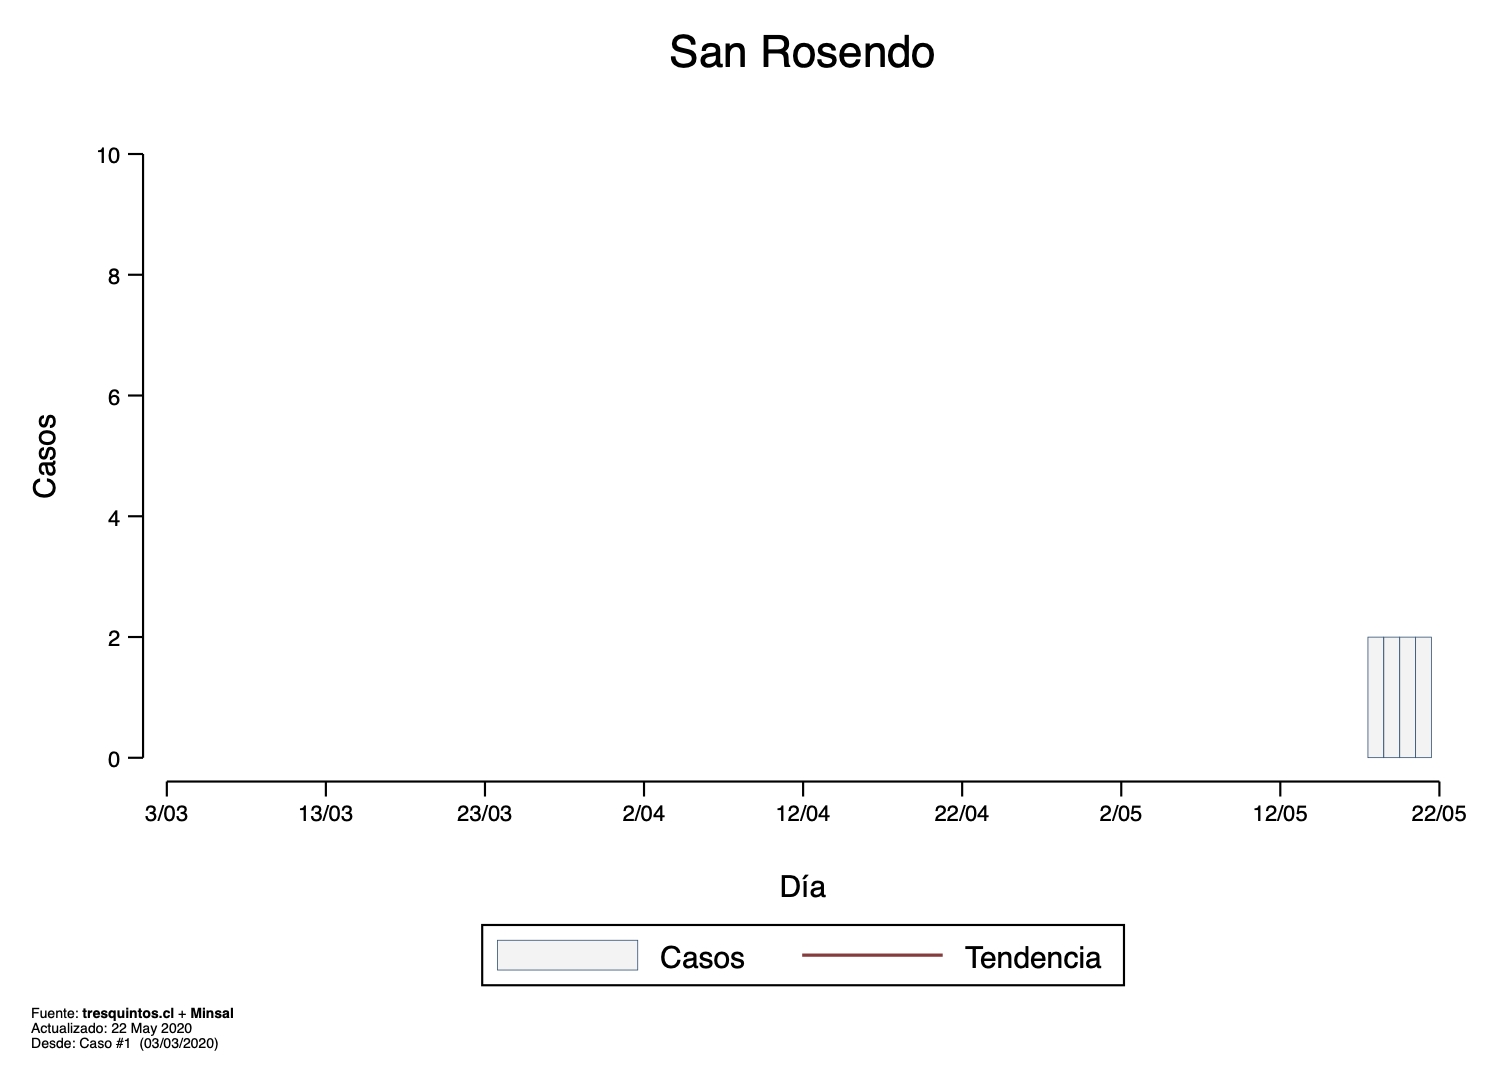 San Rosendo
10
8
6
4
2
0
Casos
3/03 13/03 23/03 2/04 12/04 22/04 2/05 12/05 22/05
Día
Casos Tendencia
Fuente: tresquintos.cl + Minsal
Actualizado: 22 May 2020
Desde: Caso #1 (03/03/2020)